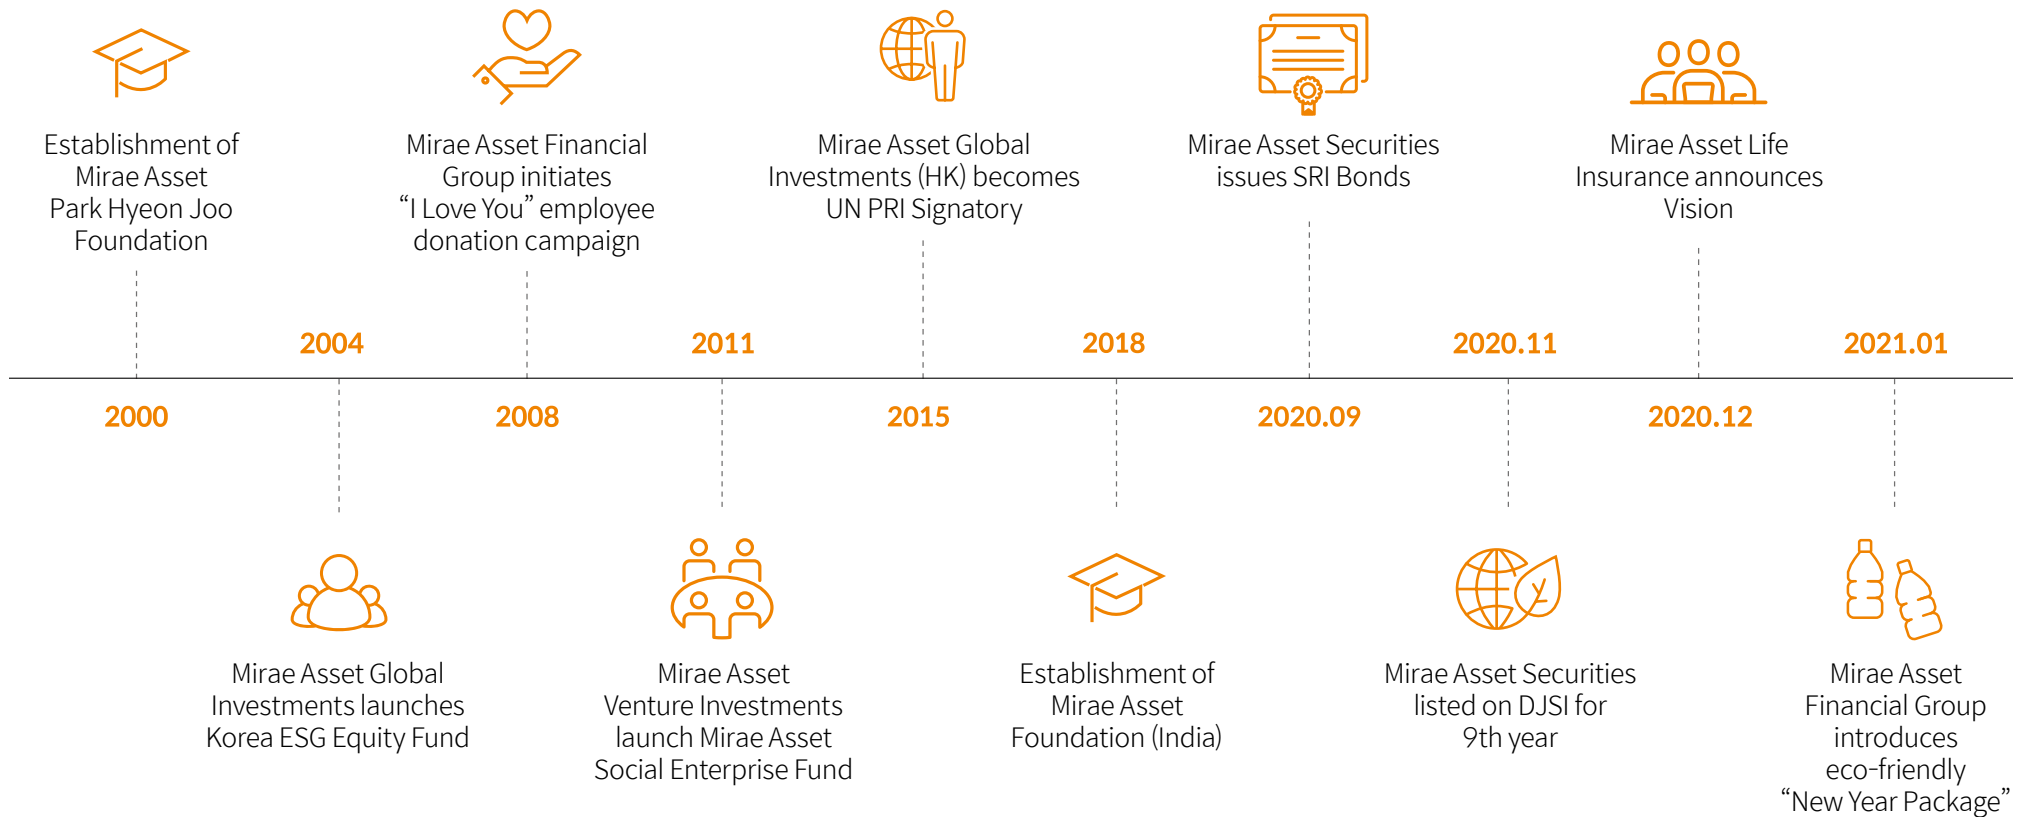 Establishment of
Mirae Asset
Park Hyeon Joo
Foundation
2000
2004
Mirae Asset Global
Investments launches
Korea ESG Equity Fund
Mirae Asset Financial
Group initiates
“I Love You” employee
donation campaign
2008
2011
Mirae Asset
Venture Investments
launch Mirae Asset
Social Enterprise Fund
Mirae Asset Global
Investments (HK) becomes
UN PRI Signatory
2015
2018
Establishment of
Mirae Asset
Foundation (India)
Mirae Asset Securities
issues SRI Bonds
2020.09
2020.11
Mirae Asset Securities
listed on DJSI for
9th year
Mirae Asset Life
Insurance announces
Vision
2020.12
2021.01
Mirae Asset
Financial Group
introduces
eco-friendly
“New Year Package”